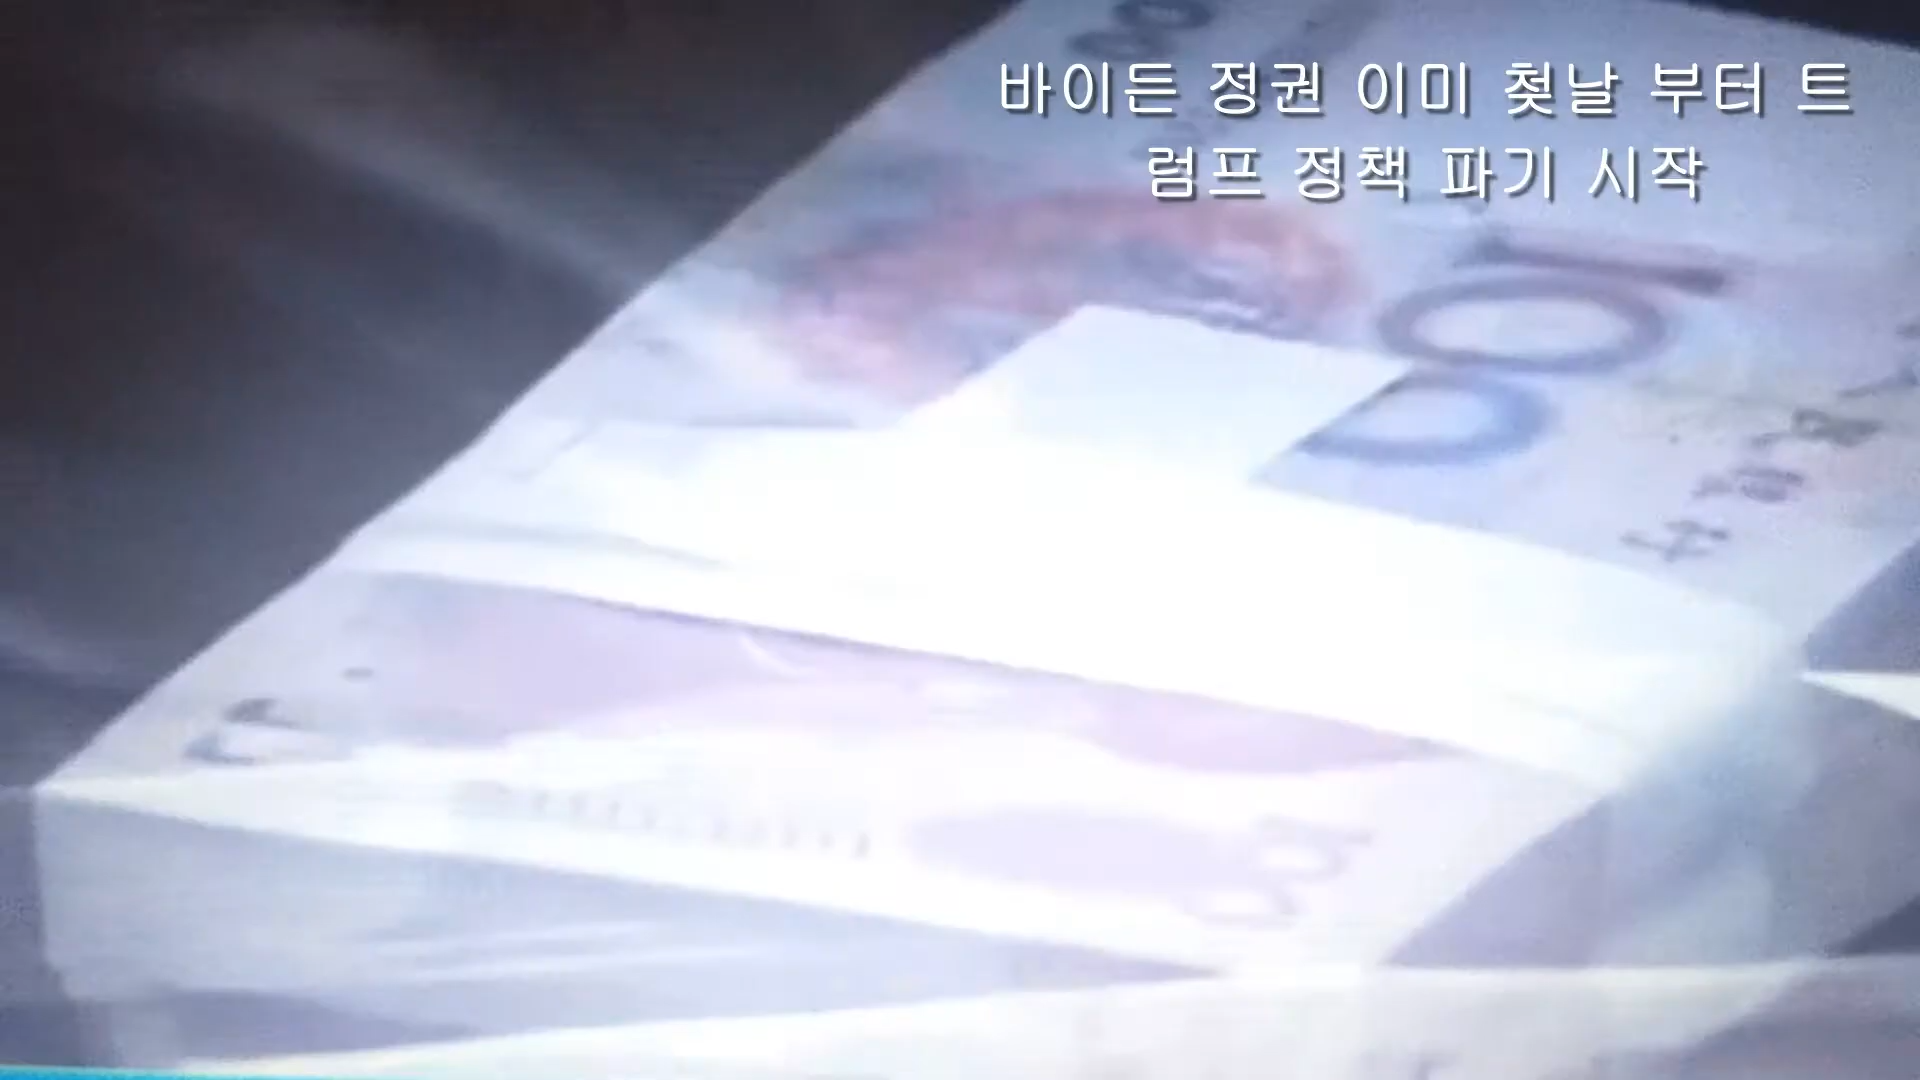 바이든 정권 이미 첫날 부터 트
럼프 정책 파기 시작